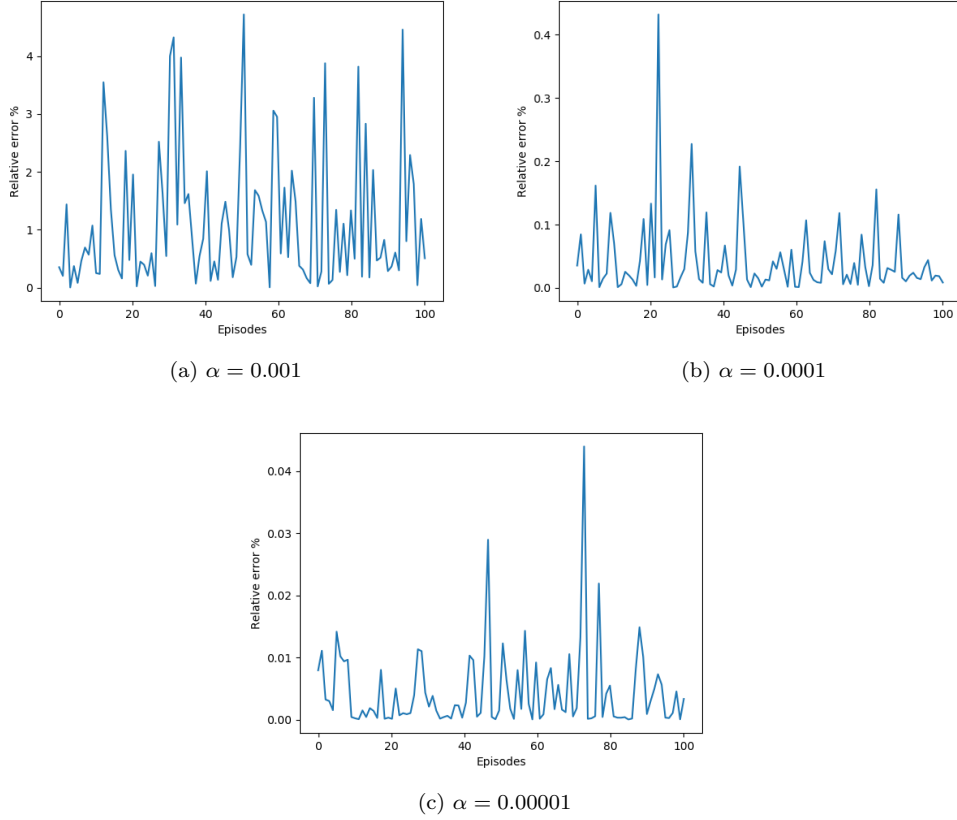 4
3
2
1
0
Relative error %
0 20 40 60 80 100
Episodes
(a) α = 0.001
0.4
0.3
0.2
0.1
0.0
Relative error %
0 20 40 60 80 100
Episodes
(b) α = 0.0001
0.04
0.03
0.02
0.01
0.00
Relative error %
0 20 40 60 80 100
Episodes
(c) α = 0.00001